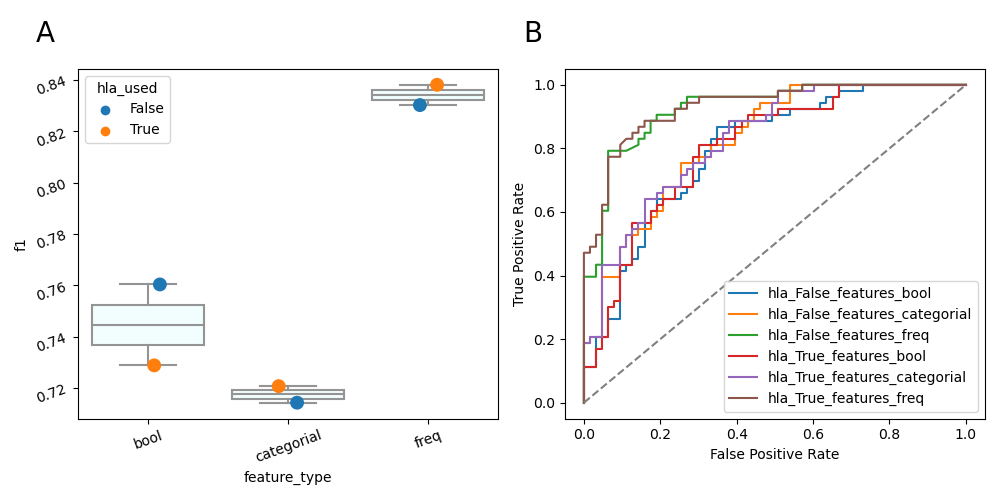 A
B
hla_used
False
True
0.84
0.82
0.80
0.78
0.76
0.74
0.72
f1
bool
categorial
freq
feature_type
1.0
0.8
0.6
0.4
0.2
0.0
True Positive Rate
hla_False_features_bool
hla_False_features_categorial
hla_False_features_freq
hla_True_features_bool
hla_True_features_categorial
hla_True_features_freq
0.0
0.2
0.4
0.6
0.8
1.0
False Positive Rate